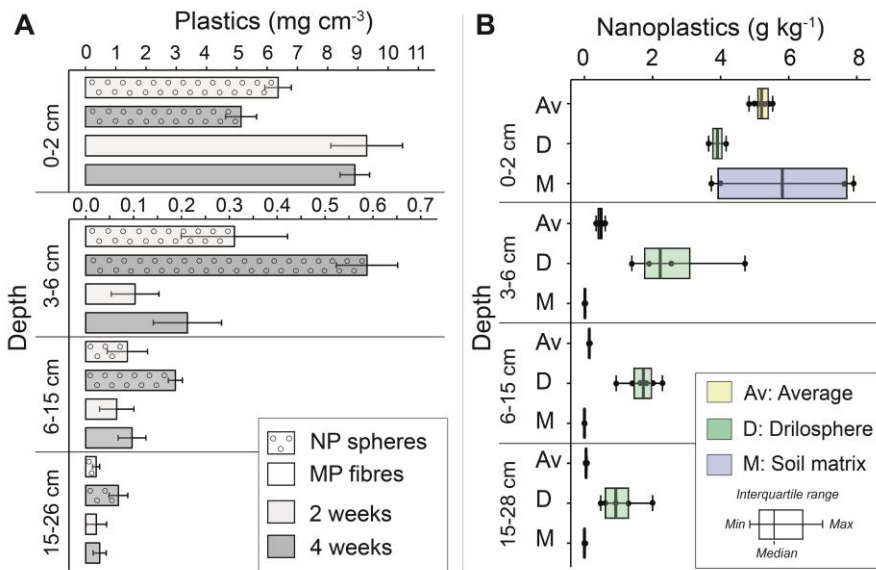 A
Plastics (mg cm⁻³)
0 1 2 3 4 5 6 7 8 9 10 11
0-2 cm
0.0 0.1 0.2 0.3 0.4 0.5 0.6 0.7
3-6 cm
Depth
6-15 cm
15-26 cm
NP spheres
MP fibres
2 weeks
4 weeks
B
Nanoplastics (g kg⁻¹)
0 2 4 6 8
0-2 cm
Av
D
M
3-6 cm
Av
D
M
Depth
6-15 cm
Av
D
M
15-28 cm
Av
D
M
Av: Average
D: Drilosphere
M: Soil matrix
Interquartile range
Min
Max
Median